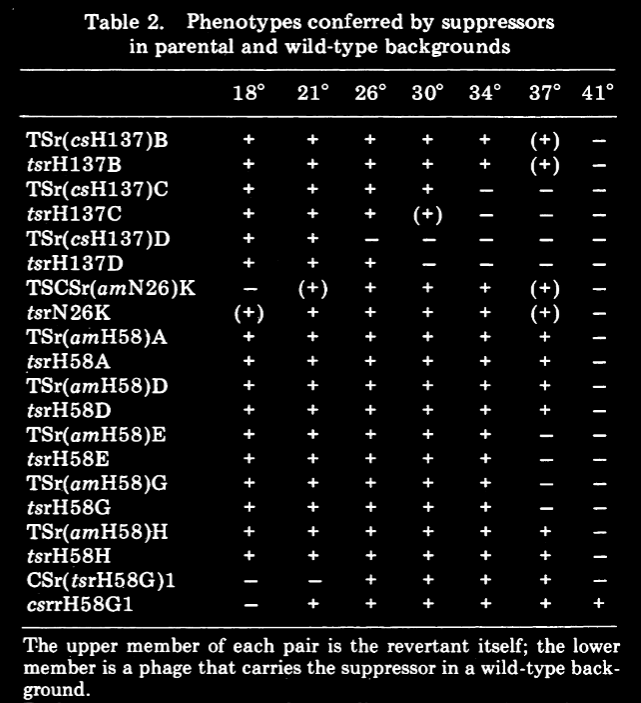 Table 2. Phenotypes conferred by suppressors
in parental and wild-type backgrounds
18° 21° 26° 30° 34° 37° 41°
TSr(csH137)B + + + + + (+) −
tsrH137B + + + + + (+) −
TSr(csH137)C + + + + − − −
tsrH137C + + + (+) − − −
TSr(csH137)D + + − − − − −
tsrH137D + + + − − − −
TSCSr(amN26)K − (+) + + + (+) −
tsrN26K (+) + + + + (+) −
TSr(amH58)A + + + + + + −
tsrH58A + + + + + + −
TSr(amH58)D + + + + + + −
tsrH58D + + + + + + −
TSr(amH58)E + + + + + − −
tsrH58E + + + + + − −
TSr(amH58)G + + + + + − −
tsrH58G + + + + + − −
TSr(amH58)H + + + + + + −
tsrH58H + + + + + + −
CSr(tsrH58G)1 − − + + + + −
csrrH58G1 − + + + + + +
The upper member of each pair is the revertant itself; the lower
member is a phage that carries the suppressor in a wild-type back-
ground.